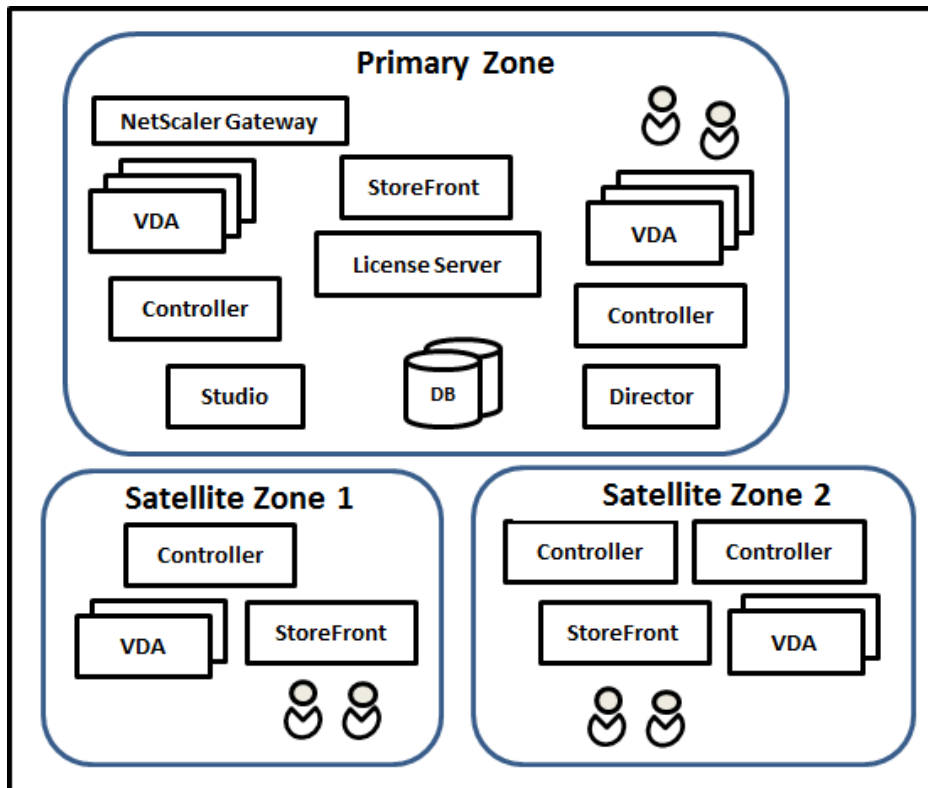 Primary Zone
NetScaler Gateway
StoreFront
VDA
VDA
License Server
Controller
Controller
Studio
DB
Director
Satellite Zone 1
Controller
VDA
StoreFront
Satellite Zone 2
Controller
Controller
StoreFront
VDA